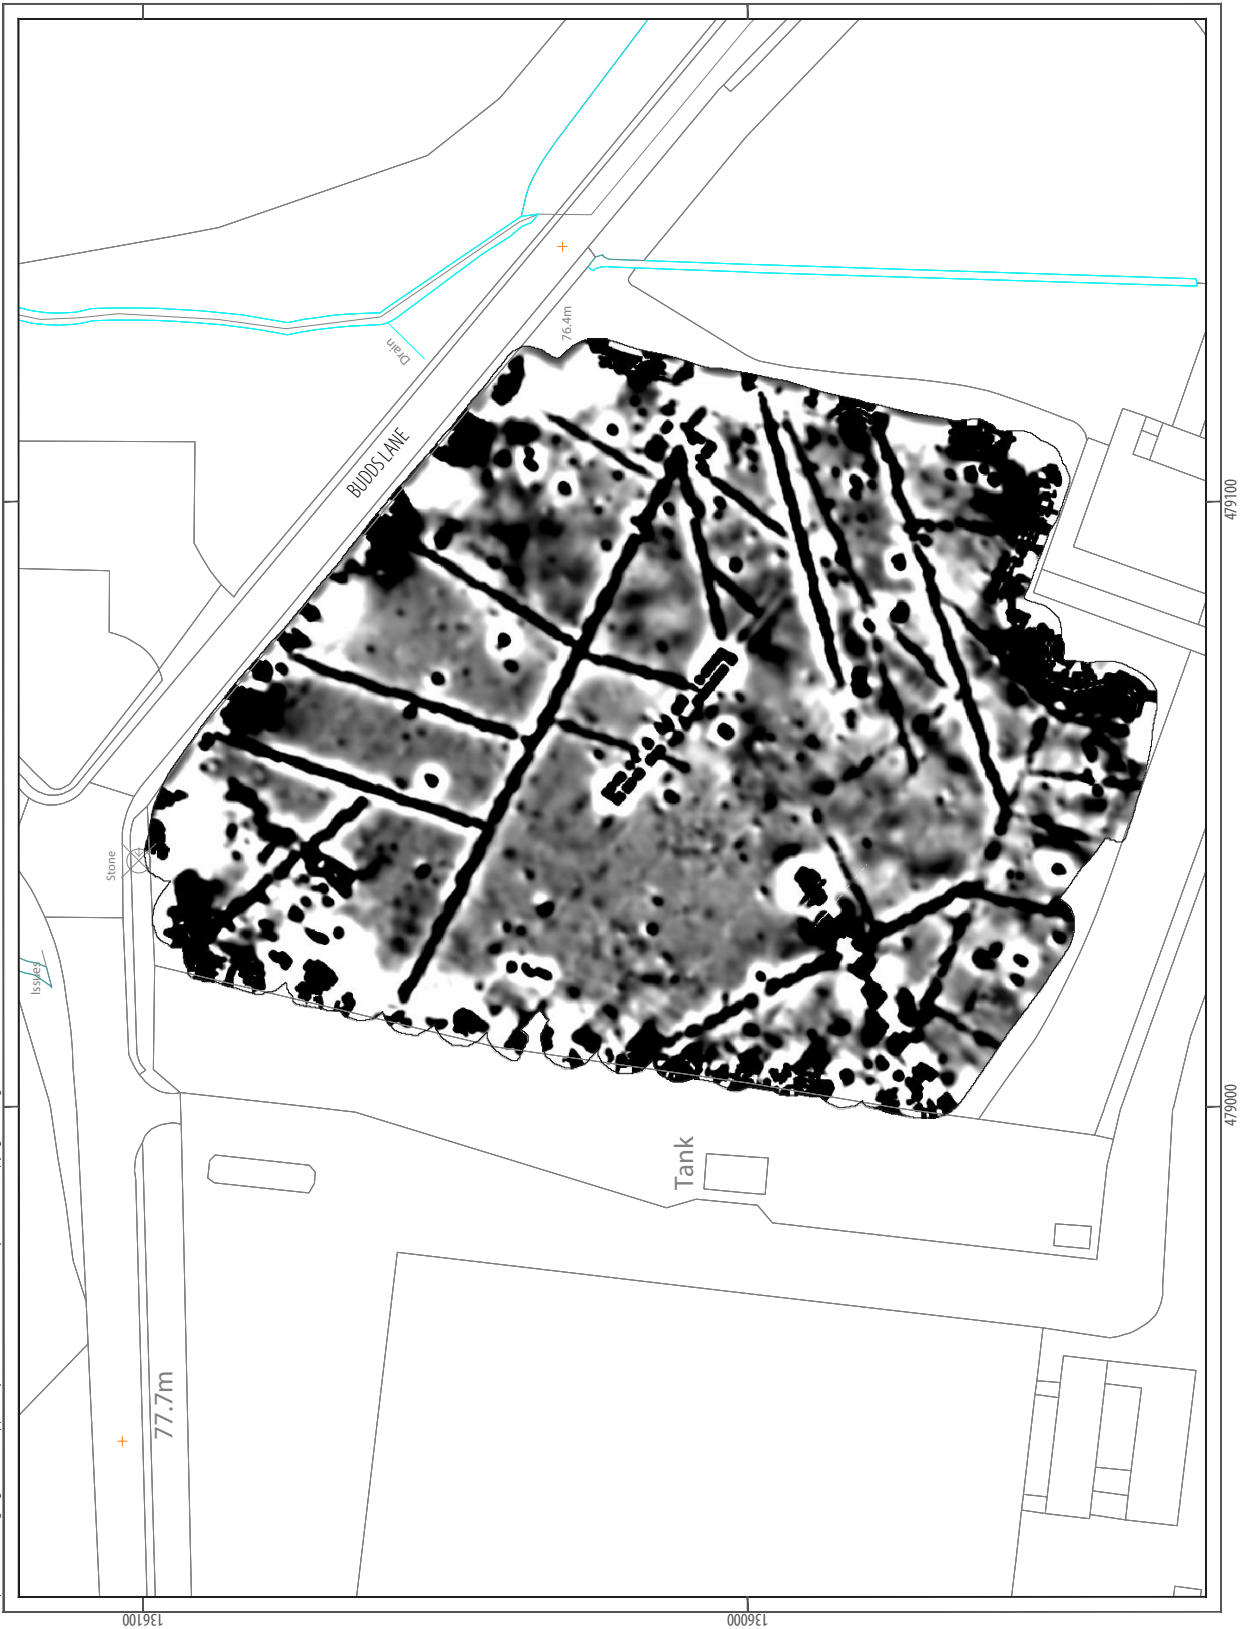 Drain
76.4m
BUDDS LANE
479100
Stone
Issues
479000
Tank
77.7m
136100
136000